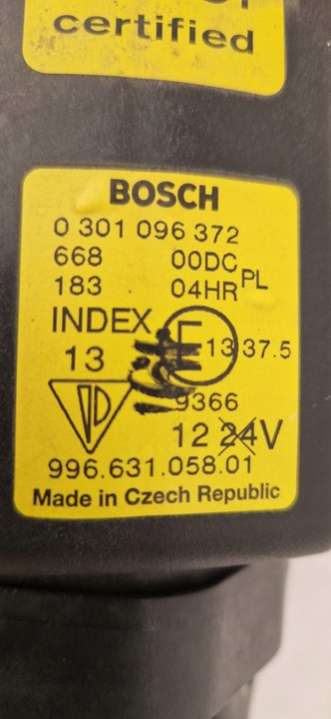 certified
BOSCH
0 301 096 372
668 00DC
183 04HR PL
INDEX
13 E 13 37.5
9366
12 24V
996.631.058.01
Made in Czech Republic